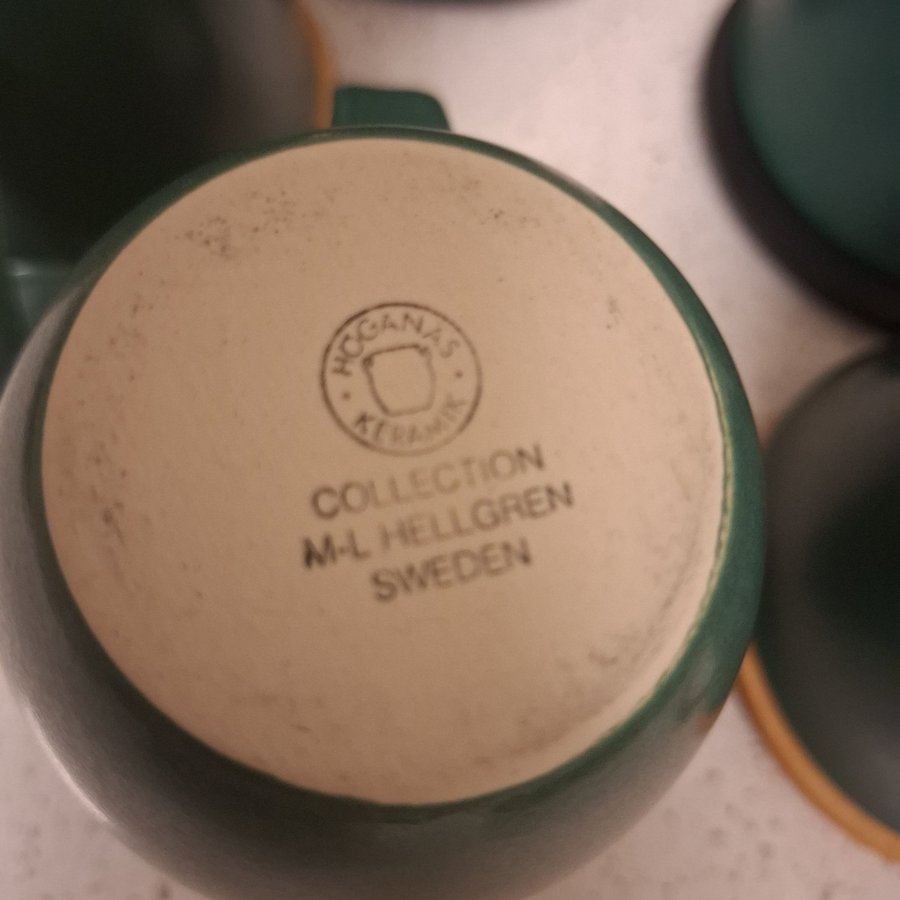 HÖGANÄS
KERAMIK
COLLECTION
M-L HELLGREN
SWEDEN